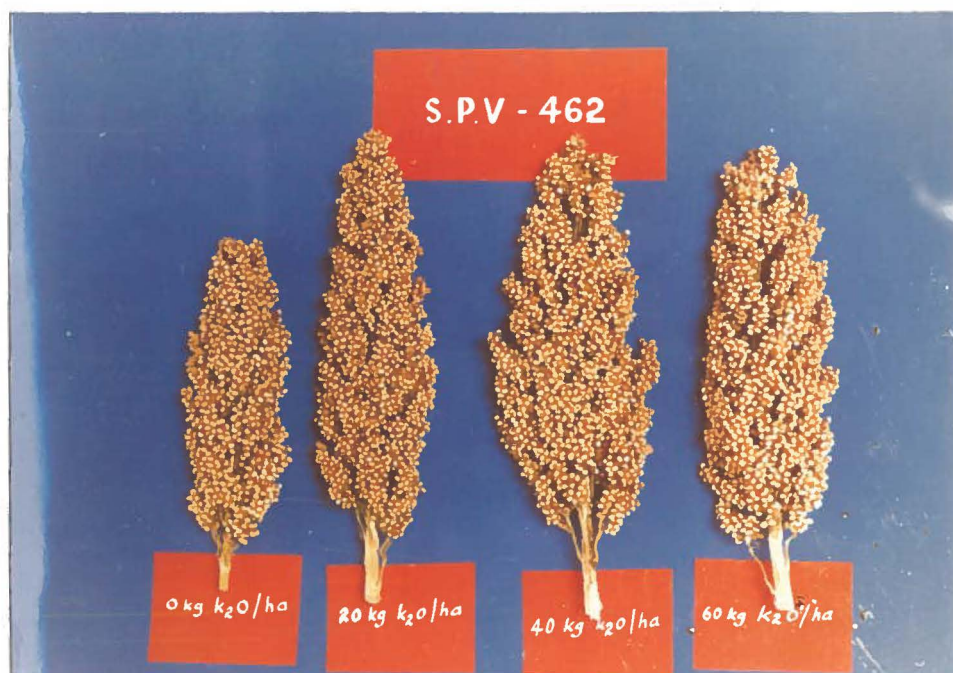 S.P.V - 462
0 kg k₂O/ha
20 kg k₂O/ha
40 kg k₂O/ha
60 kg k₂O/ha